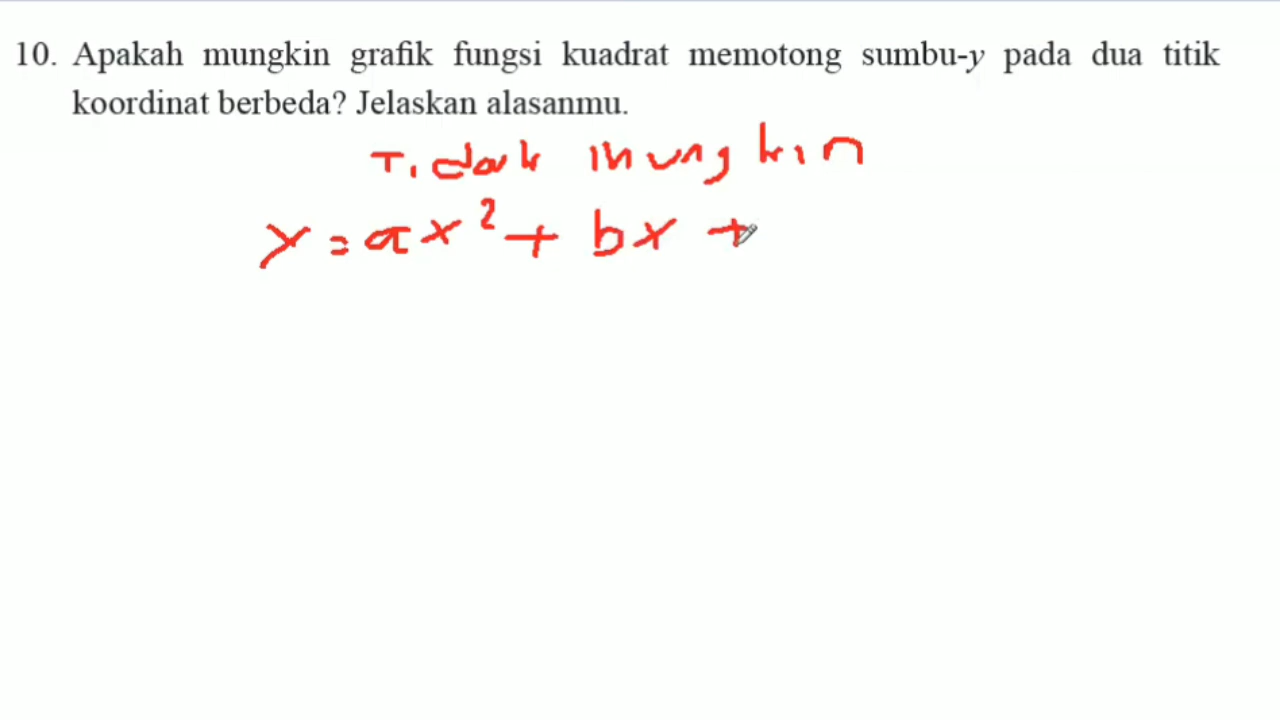 10. Apakah mungkin grafik fungsi kuadrat memotong sumbu-y pada dua titik
koordinat berbeda? Jelaskan alasanmu.
Tidak mungkin
y = ax² + bx +